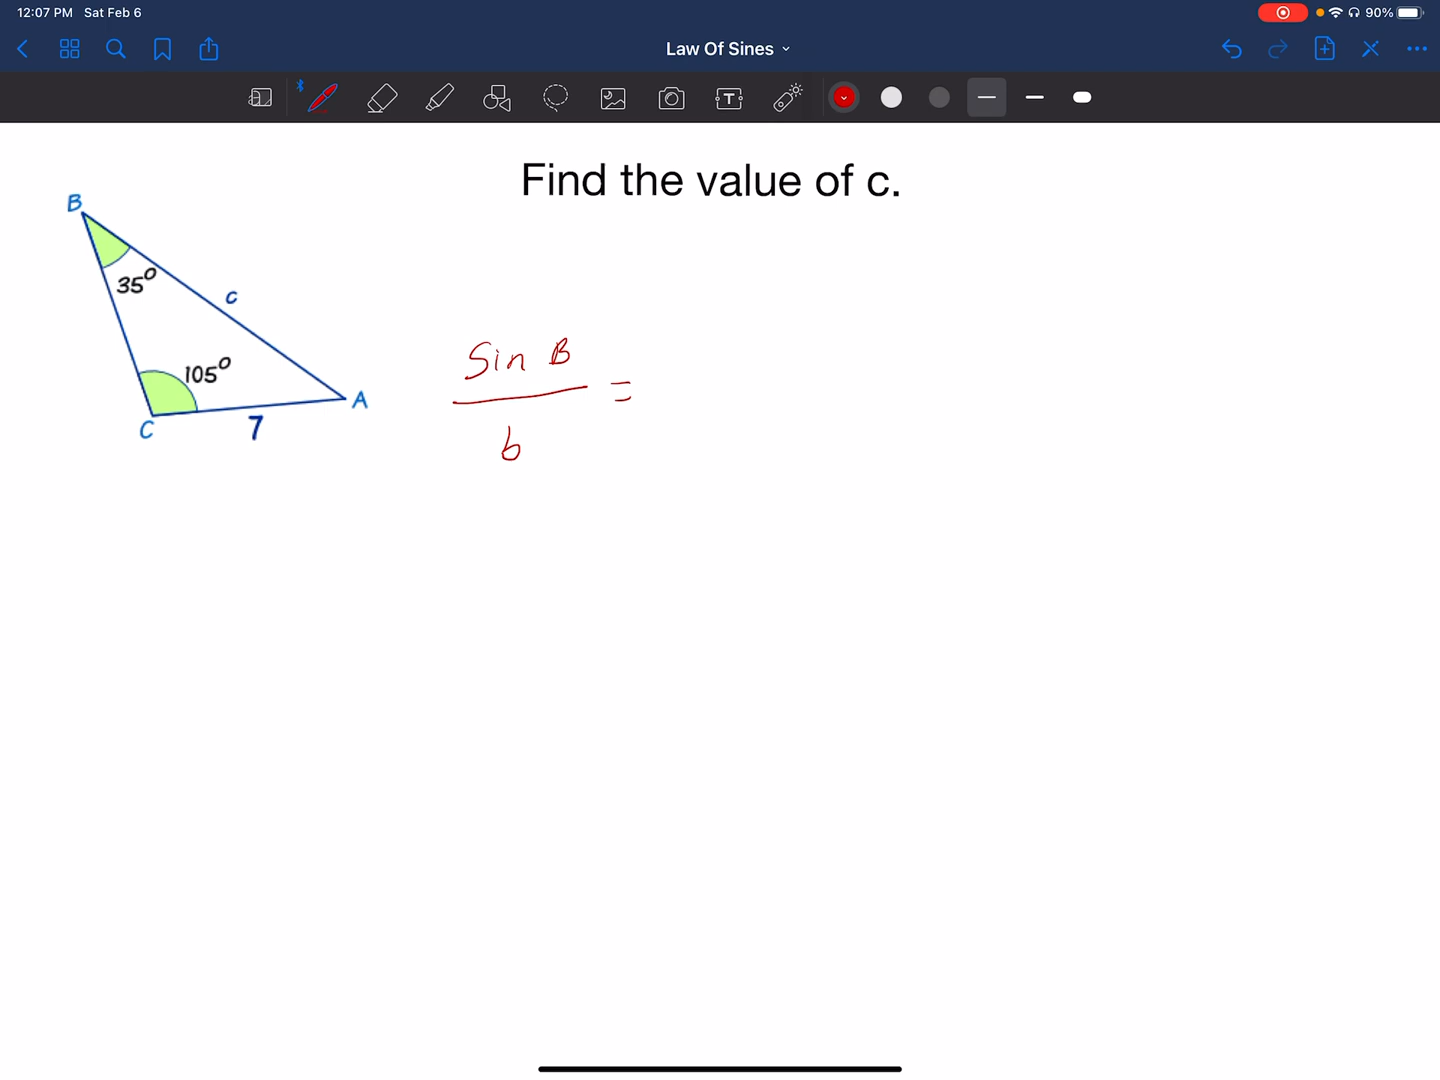 12:07 PM Sat Feb 6
90%
Law Of Sines
T
Find the value of c.
B
35°
c
105°
A
C
7
Sin B
=
b